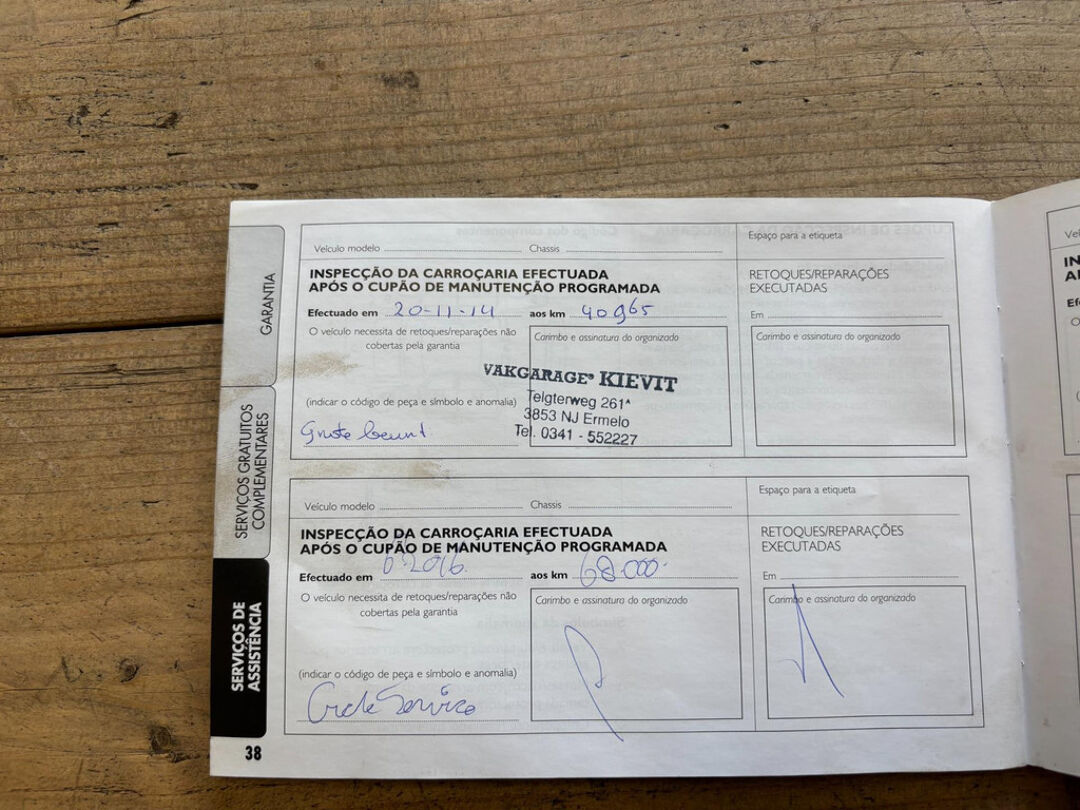 GARANTIA
SERVIÇOS GRATUITOS
COMPLEMENTARES
SERVIÇOS DE
ASSISTÊNCIA
38
Veículo modelo Chassis
Espaço para a etiqueta
INSPECÇÃO DA CARROÇARIA EFECTUADA
APÓS O CUPÃO DE MANUTENÇÃO PROGRAMADA
RETOQUES/REPARAÇÕES
EXECUTADAS
Efectuado em 20-11-14 aos km 40965
Em
O veículo necessita de retoques/reparações não
cobertas pela garantia
Carimbo e assinatura do organizado
Carimbo e assinatura do organizado
VAKGARAGE® KIEVIT
Telgterweg 261ᴬ
3853 NJ Ermelo
Tel. 0341 - 552227
(indicar o código de peça e símbolo e anomalia)
Grote beurt
Veículo modelo Chassis
Espaço para a etiqueta
INSPECÇÃO DA CARROÇARIA EFECTUADA
APÓS O CUPÃO DE MANUTENÇÃO PROGRAMADA
RETOQUES/REPARAÇÕES
EXECUTADAS
Efectuado em 6-2016 aos km 68.000
Em
O veículo necessita de retoques/reparações não
cobertas pela garantia
Carimbo e assinatura do organizado
Carimbo e assinatura do organizado
(indicar o código de peça e símbolo e anomalia)